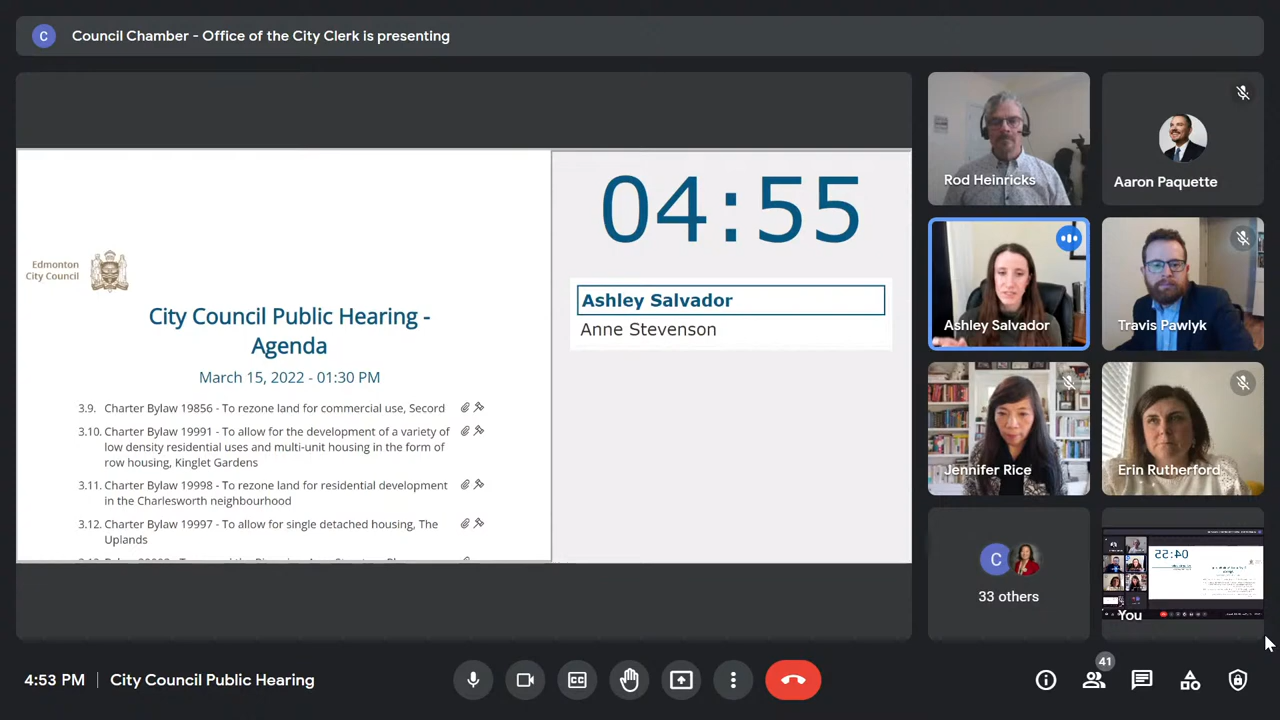 C Council Chamber - Office of the City Clerk is presenting
Edmonton
City Council
City Council Public Hearing -
Agenda
March 15, 2022 - 01:30 PM
3.9. Charter Bylaw 19856 - To rezone land for commercial use, Secord
3.10. Charter Bylaw 19991 - To allow for the development of a variety of
low density residential uses and multi-unit housing in the form of
row housing, Kinglet Gardens
3.11. Charter Bylaw 19998 - To rezone land for residential development
in the Charlesworth neighbourhood
3.12. Charter Bylaw 19997 - To allow for single detached housing, The
Uplands
04:55
Ashley Salvador
Anne Stevenson
Rod Heinricks
Aaron Paquette
Ashley Salvador
Travis Pawlyk
Jennifer Rice
Erin Rutherford
C
33 others
04:55
You
4:53 PM | City Council Public Hearing
CC
41